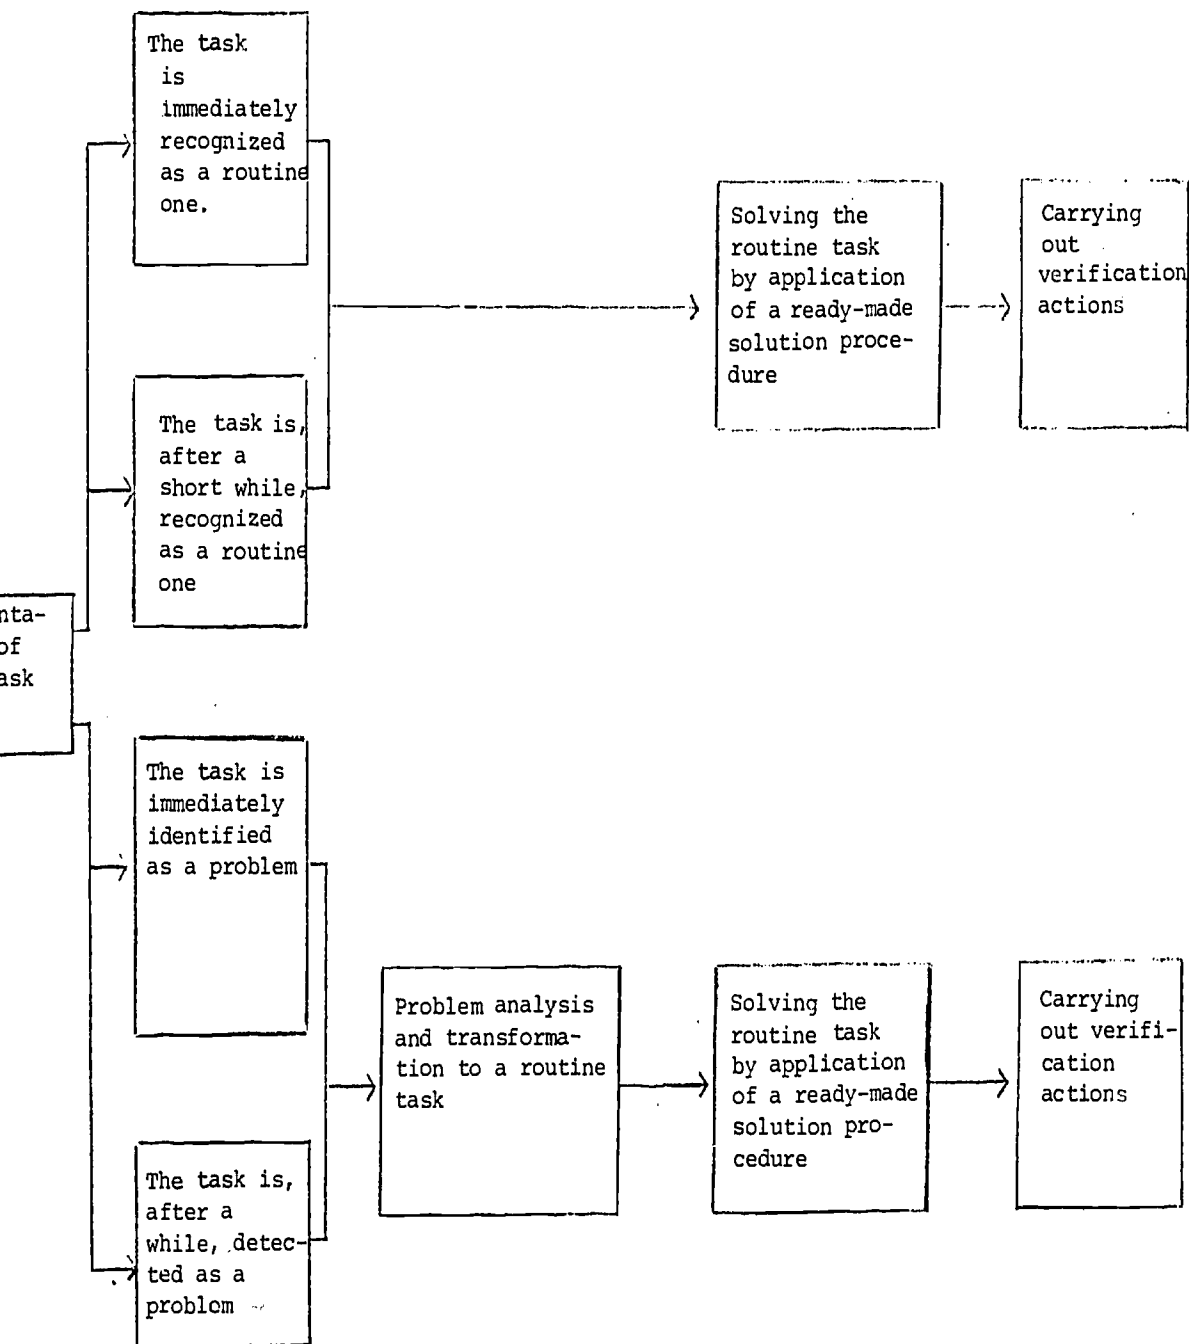 The task
is
immediately
recognized
as a routine
one.
Solving the
routine task
by application
of a ready-made
solution proce-
dure
Carrying
out
verification
actions
The task is,
after a
short while,
recognized
as a routine
one
nta-
of
ask
The task is
immediately
identified
as a problem
Problem analysis
and transforma-
tion to a routine
task
Solving the
routine task
by application
of a ready-made
solution pro-
cedure
Carrying
out verifi-
cation
actions
The task is,
after a
while, detec-
ted as a
problem